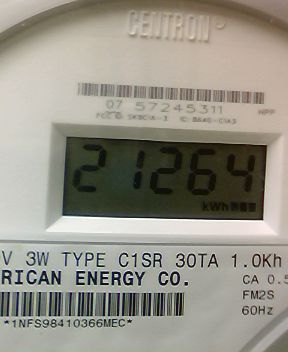 CENTRON®
07 57245311
HPP
21264
kWh
V 3W TYPE C1SR 30TA 1.0Kh
RICAN ENERGY CO.
CA 0.5
FM2S
60Hz
*1NFS98410366MEC*